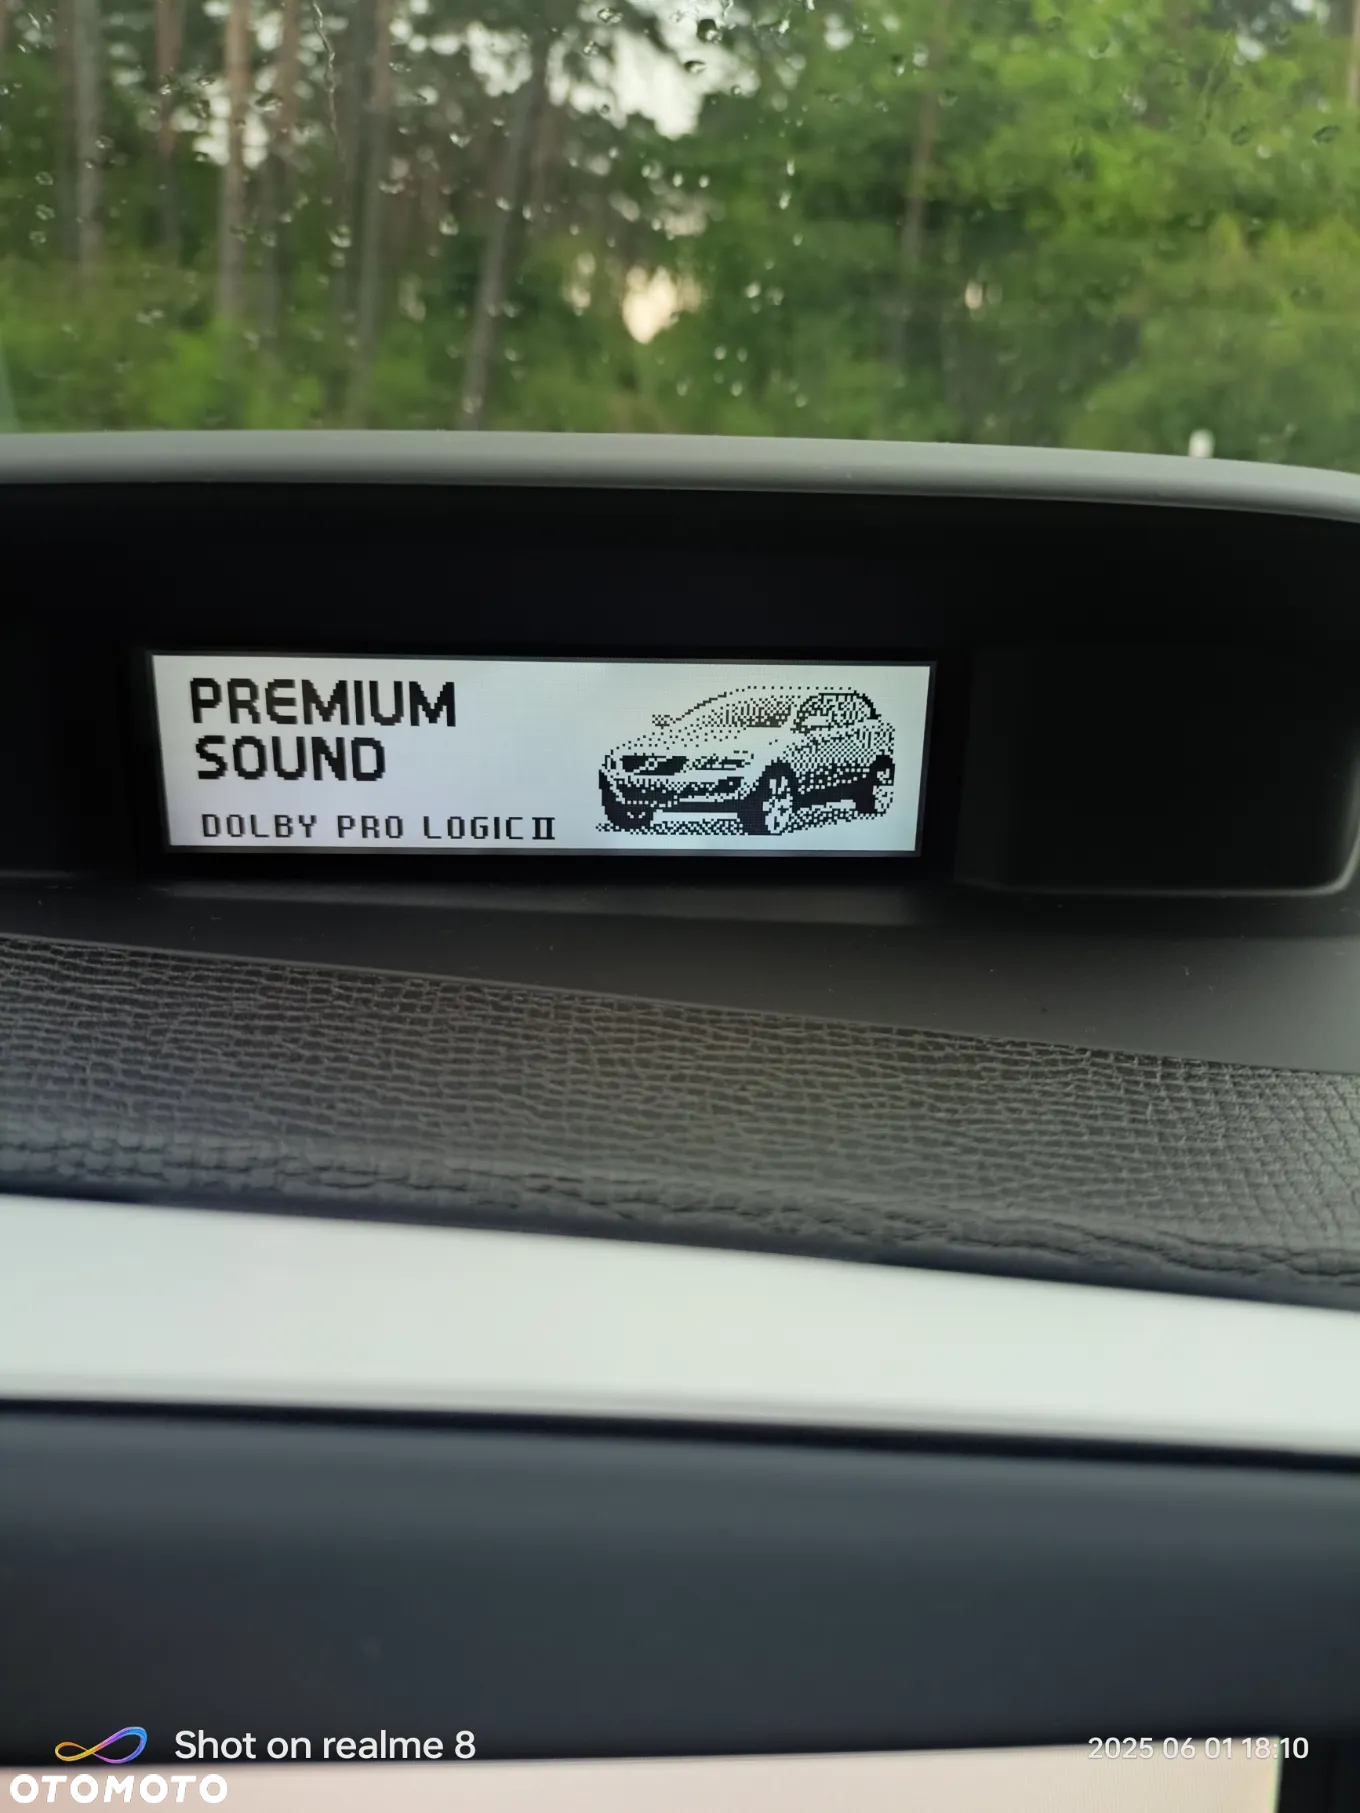 PREMIUM
SOUND
DOLBY PRO LOGIC II
Shot on realme 8
2025 06 01 18:10
OTOMOTO